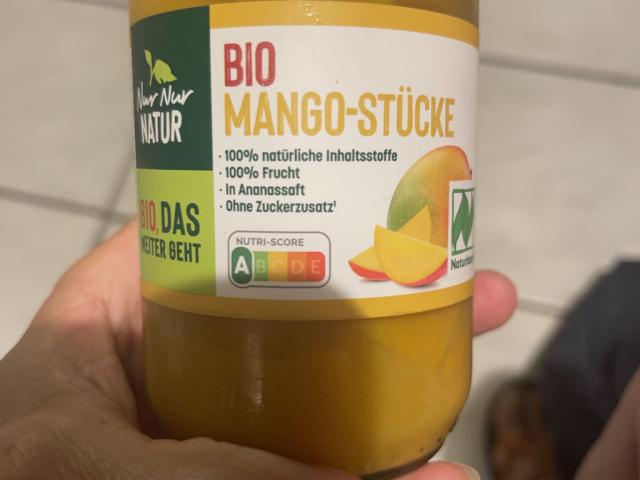 Nur Nur
NATUR
BIO, DAS
WEITER GEHT
BIO
MANGO-STÜCKE
· 100% natürliche Inhaltsstoffe
· 100% Frucht
· In Ananassaft
· Ohne Zuckerzusatz¹
NUTRI-SCORE
A B C D E